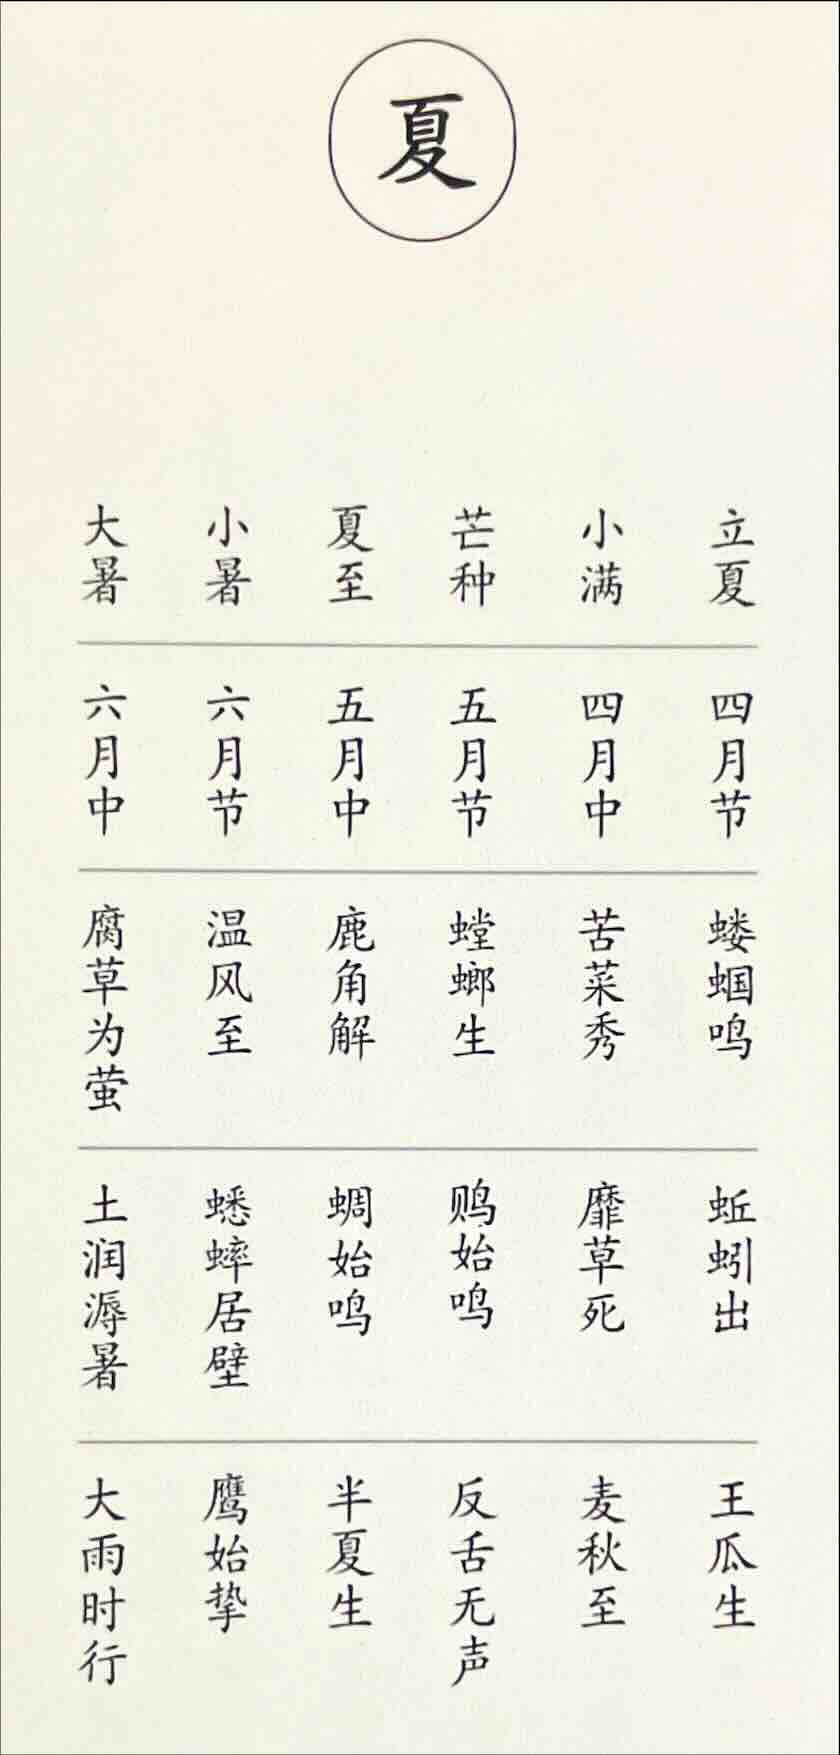 夏
立夏
四月节
蝼蝈鸣
蚯蚓出
王瓜生
小满
四月中
苦菜秀
靡草死
麦秋至
芒种
五月节
螳螂生
鸣始鸣
反舌无声
夏至
五月中
鹿角解
蜩始鸣
半夏生
小暑
六月节
温风至
蟋蟀居壁
鹰始挚
大暑
六月中
腐草为萤
土润溽暑
大雨时行